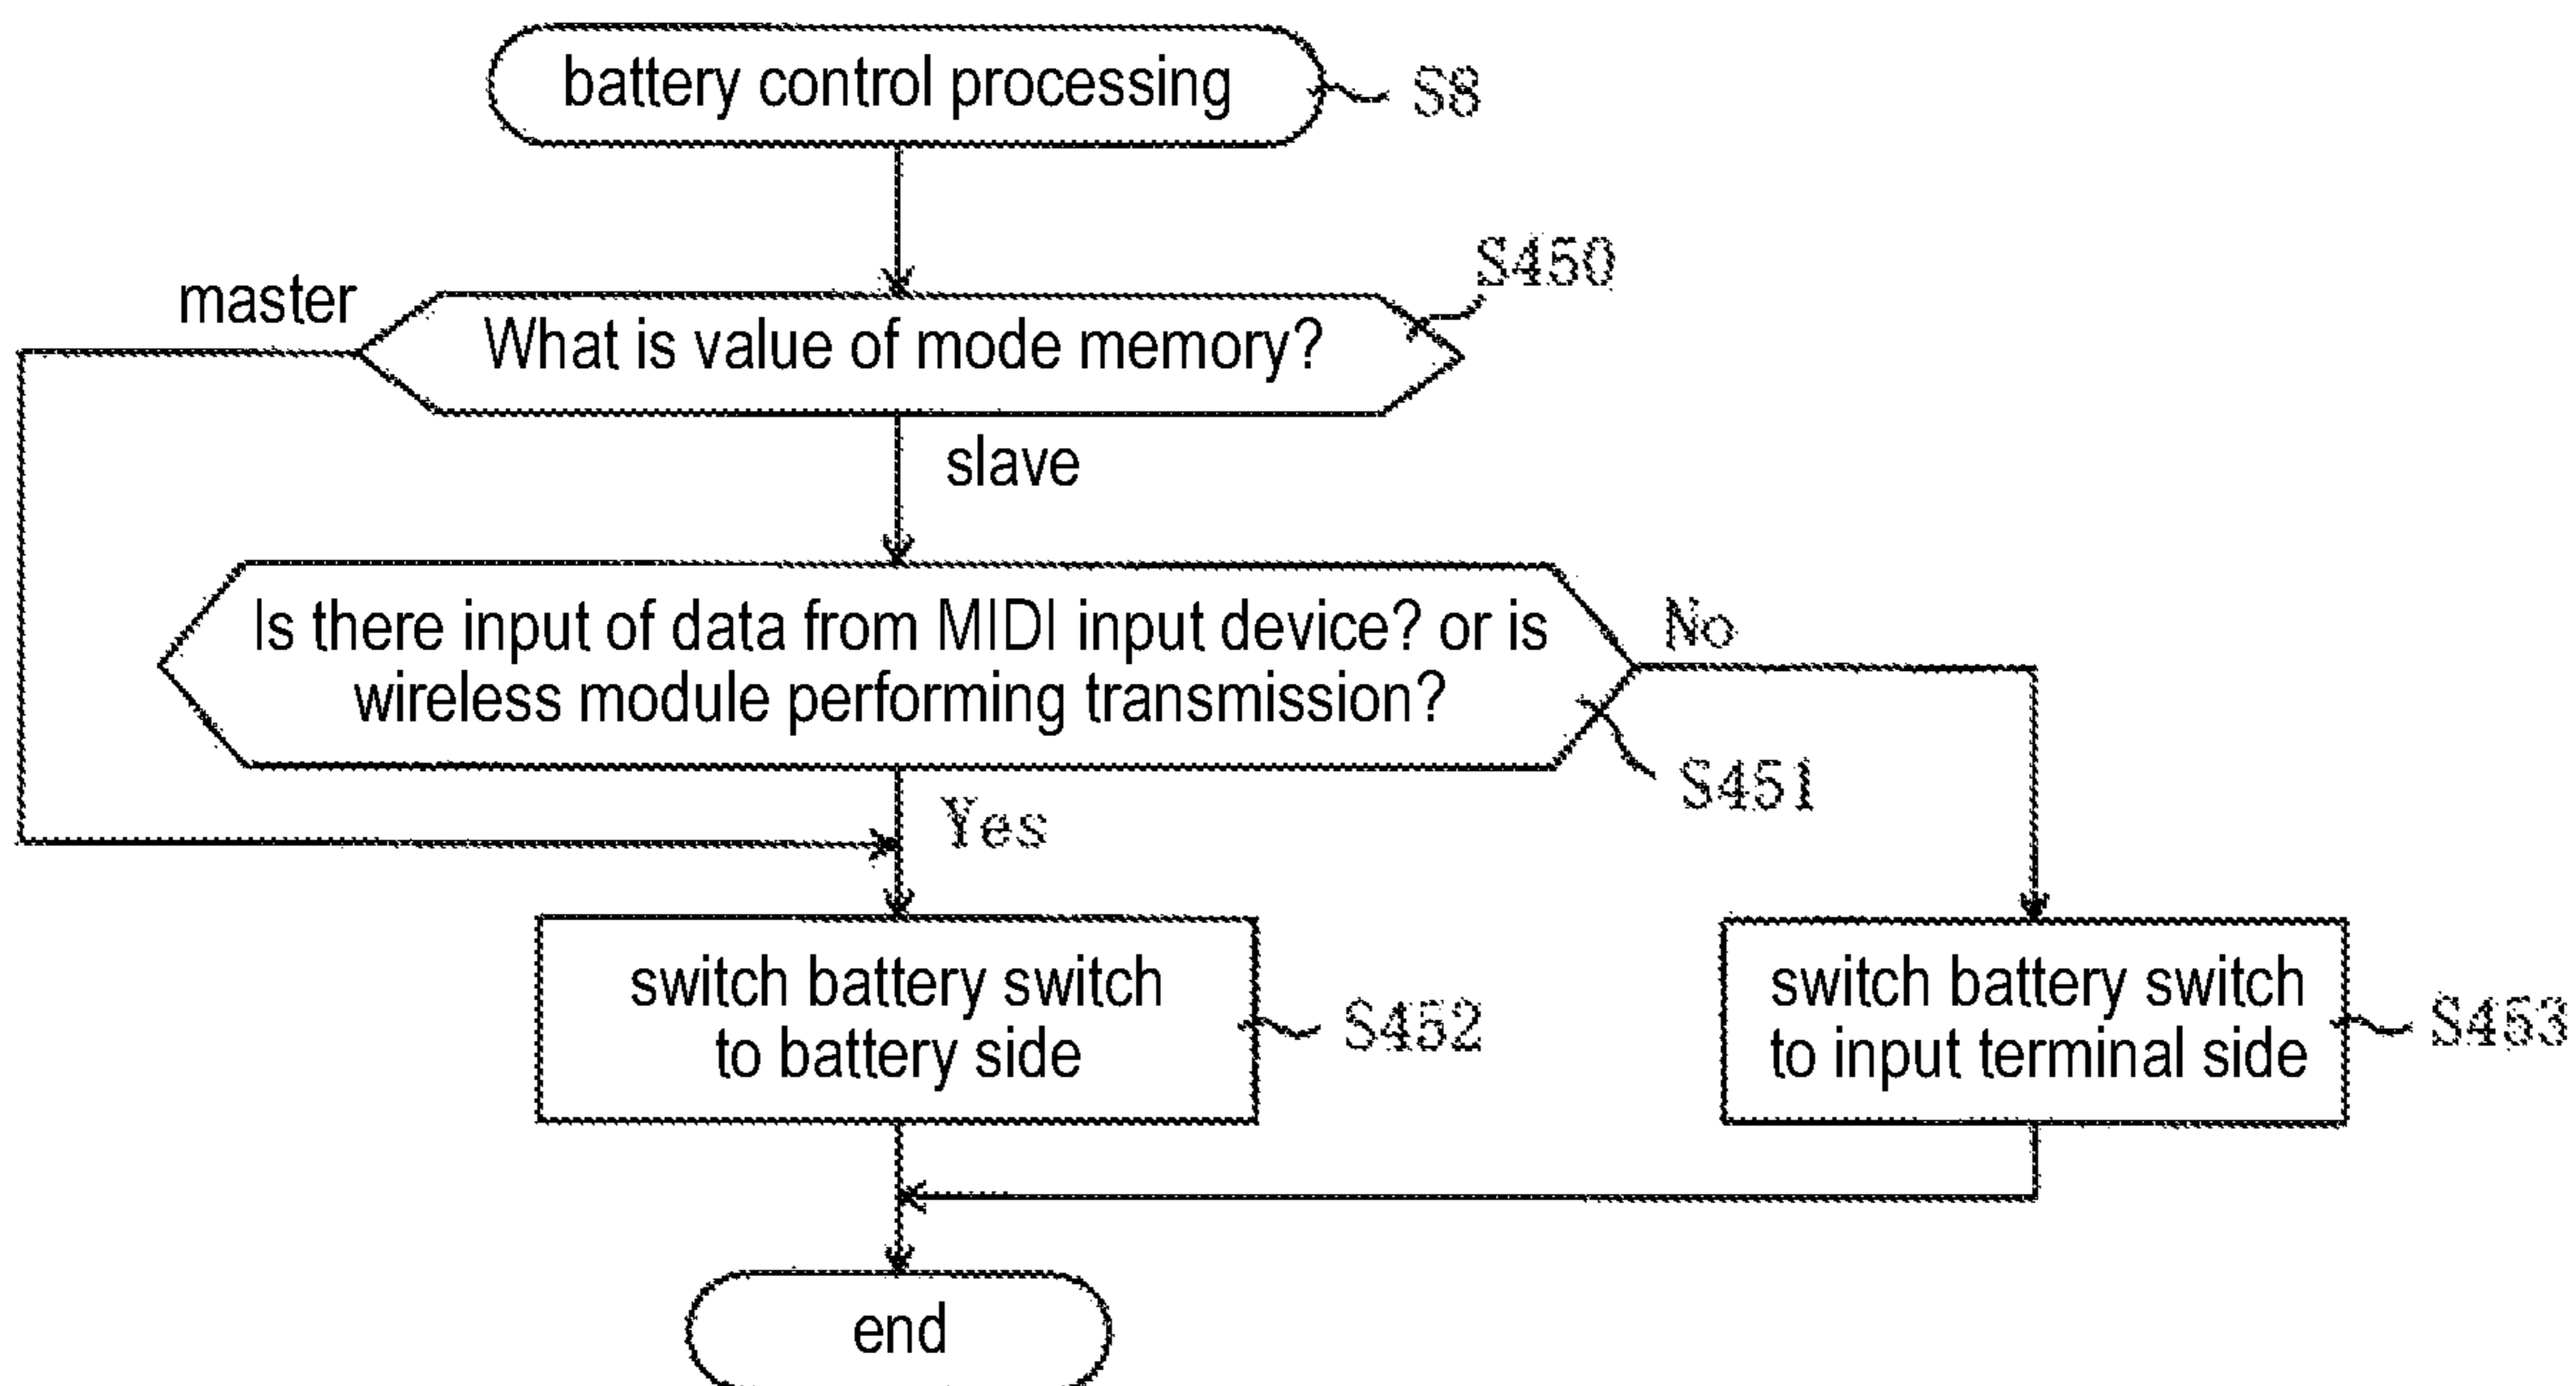 battery control processing
S8
S450
master
What is value of mode memory?
slave
Is there input of data from MIDI input device? or is
wireless module performing transmission?
No
S451
Yes
switch battery switch
to battery side
S452
switch battery switch
to input terminal side
S453
end